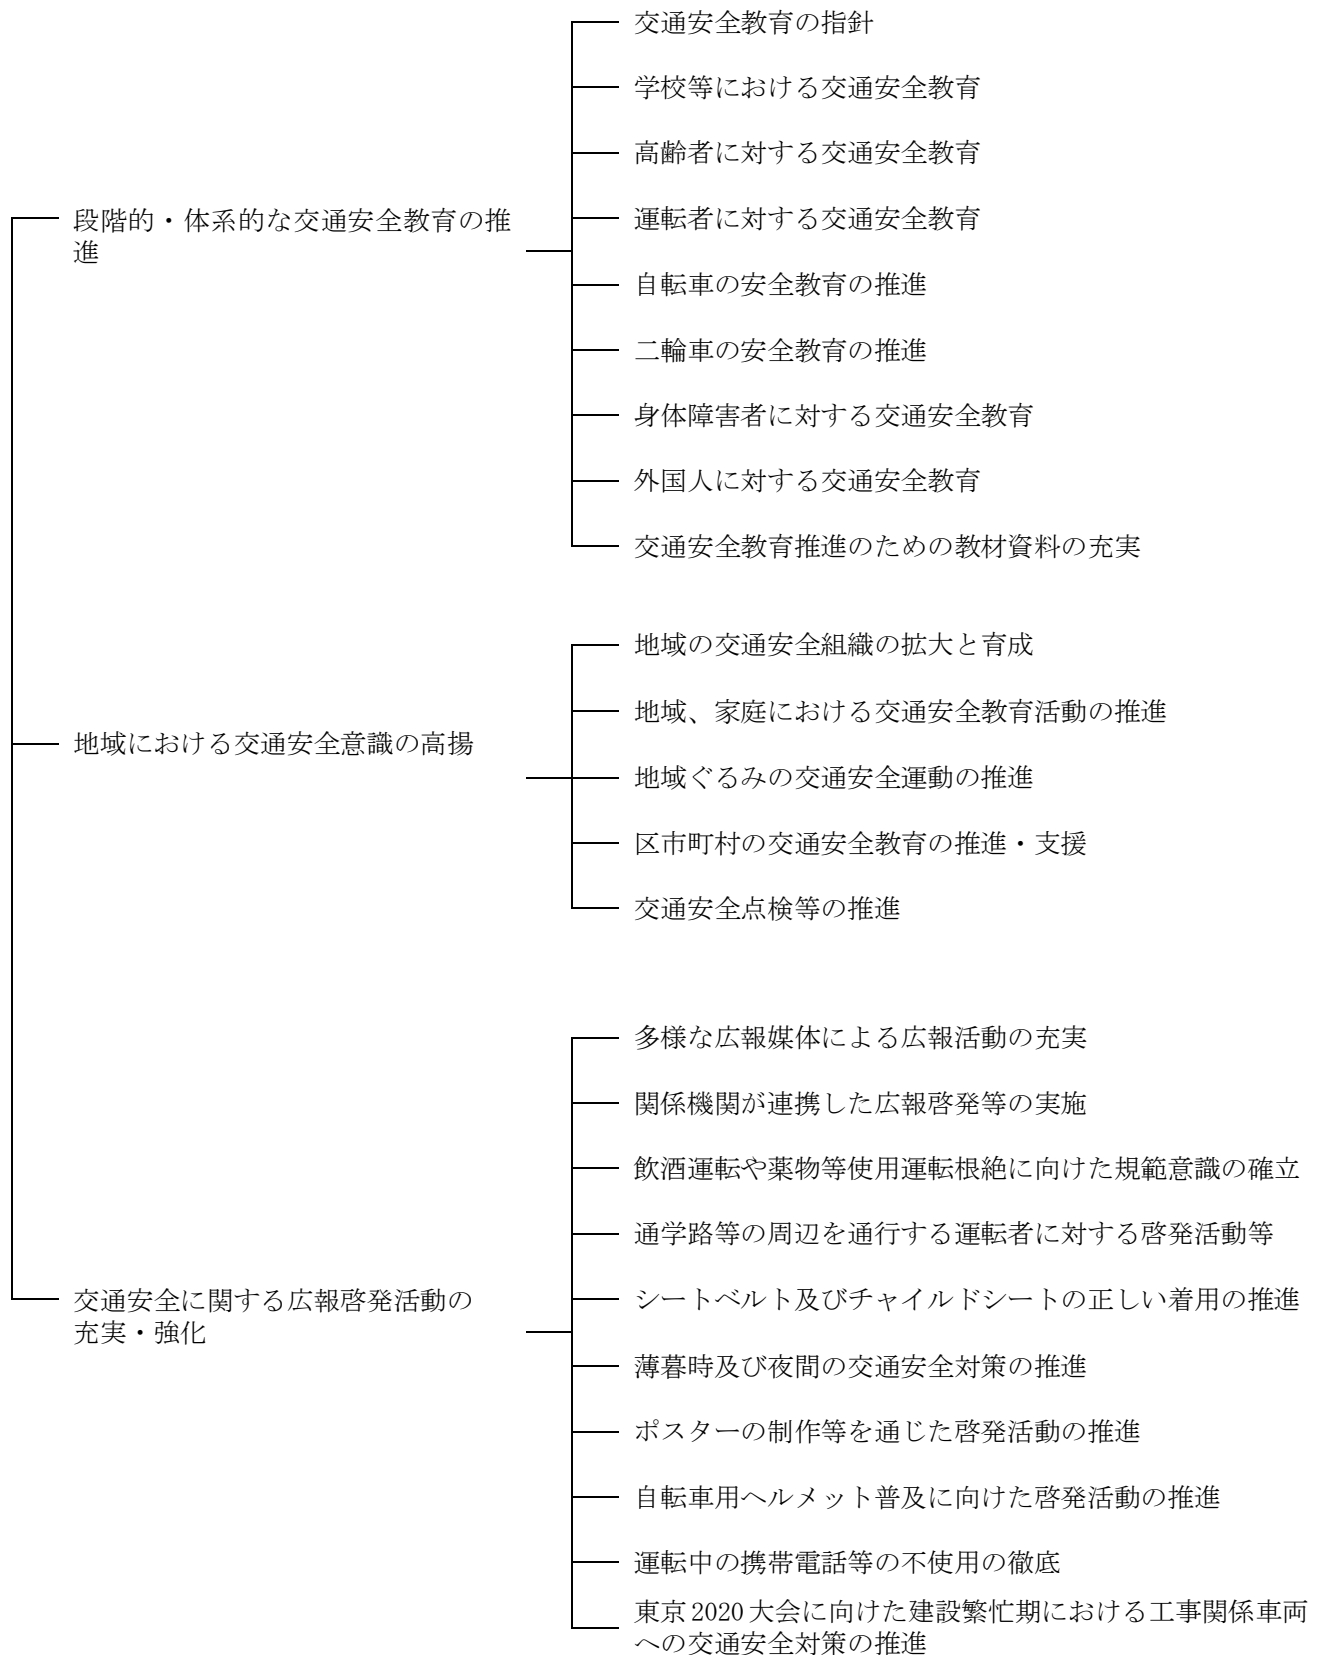 段階的・体系的な交通安全教育の推
進
交通安全教育の指針
学校等における交通安全教育
高齢者に対する交通安全教育
運転者に対する交通安全教育
自転車の安全教育の推進
二輪車の安全教育の推進
身体障害者に対する交通安全教育
外国人に対する交通安全教育
交通安全教育推進のための教材資料の充実
地域における交通安全意識の高揚
地域の交通安全組織の拡大と育成
地域、家庭における交通安全教育活動の推進
地域ぐるみの交通安全運動の推進
区市町村の交通安全教育の推進・支援
交通安全点検等の推進
交通安全に関する広報啓発活動の
充実・強化
多様な広報媒体による広報活動の充実
関係機関が連携した広報啓発等の実施
飲酒運転や薬物等使用運転根絶に向けた規範意識の確立
通学路等の周辺を通行する運転者に対する啓発活動等
シートベルト及びチャイルドシートの正しい着用の推進
薄暮時及び夜間の交通安全対策の推進
ポスターの制作等を通じた啓発活動の推進
自転車用ヘルメット普及に向けた啓発活動の推進
運転中の携帯電話等の不使用の徹底
東京2020大会に向けた建設繁忙期における工事関係車両
への交通安全対策の推進